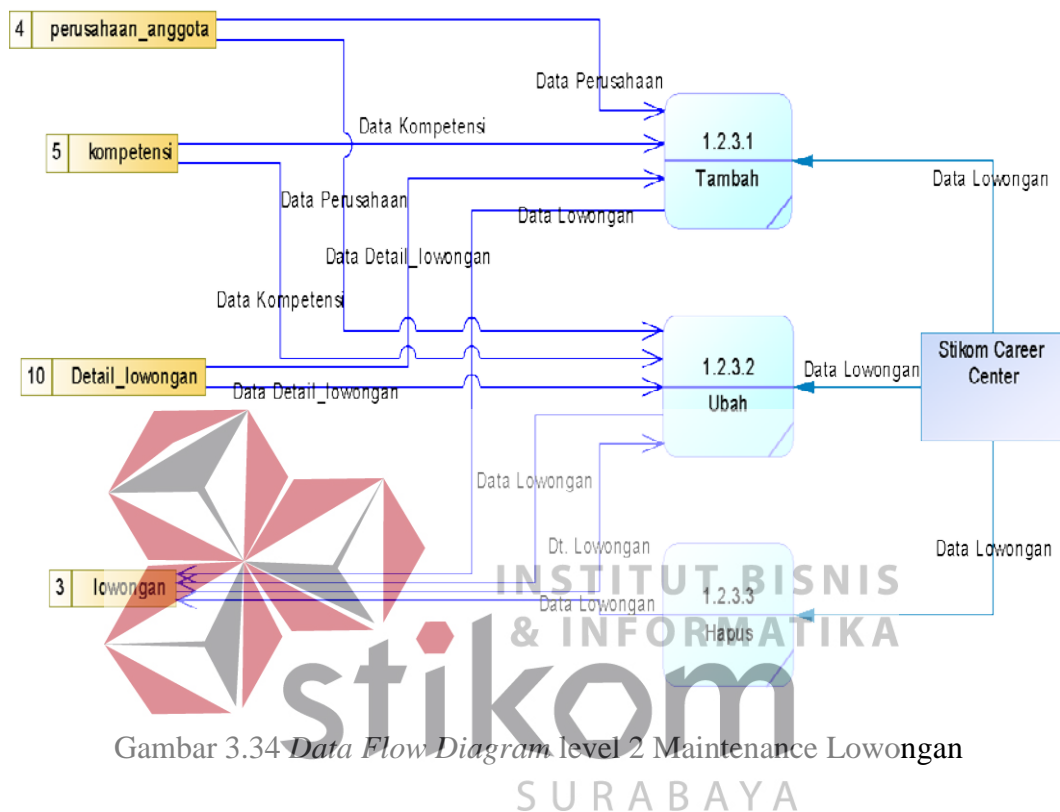 4 perusahaan_anggota
Data Perusahaan
5 kompetensi
Data Kompetensi
1.2.3.1
Tambah
Data Lowongan
Data Perusahaan
Data Lowongan
Data Detail_lowongan
Data Kompetensi
10 Detail_lowongan
Data Detail_lowongan
1.2.3.2
Ubah
Data Lowongan
Stikom Career
Center
Data Lowongan
Dt. Lowongan
Data Lowongan
3 lowongan
Data Lowongan
1.2.3.3
Hapus
INSTITUT BISNIS
& INFORMATIKA
stikom
SURABAYA
Gambar 3.34 Data Flow Diagram level 2 Maintenance Lowongan